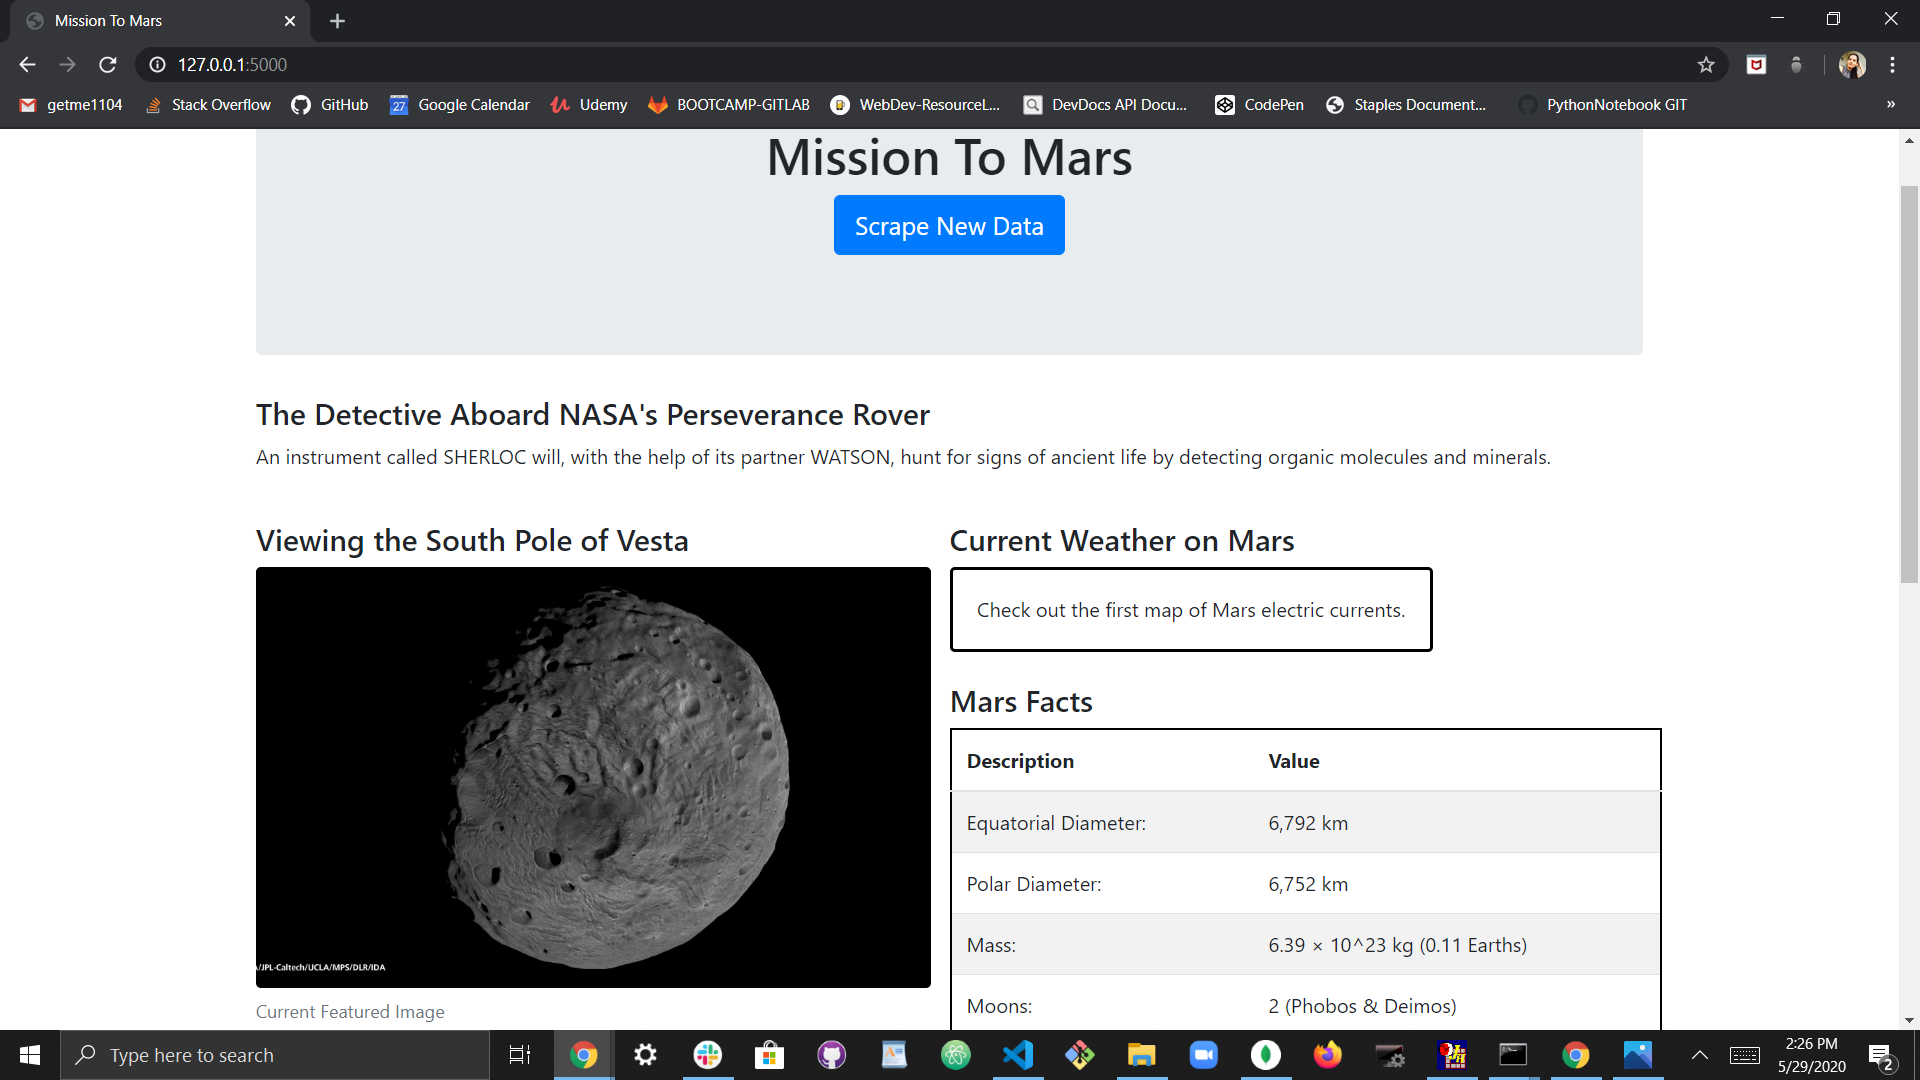 Mission To Mars
127.0.0.1:5000
getme1104
Stack Overflow
GitHub
27
Google Calendar
Udemy
BOOTCAMP-GITLAB
WebDev-ResourceL...
DevDocs API Docu...
CodePen
Staples Document...
PythonNotebook GIT
»
Mission To Mars
Scrape New Data
The Detective Aboard NASA's Perseverance Rover
An instrument called SHERLOC will, with the help of its partner WATSON, hunt for signs of ancient life by detecting organic molecules and minerals.
Viewing the South Pole of Vesta
/JPL-Caltech/UCLA/MPS/DLR/IDA
Current Featured Image
Current Weather on Mars
Check out the first map of Mars electric currents.
Mars Facts
Description Value
Equatorial Diameter: 6,792 km
Polar Diameter: 6,752 km
Mass: 6.39 × 10^23 kg (0.11 Earths)
Moons: 2 (Phobos & Deimos)
Type here to search
2:26 PM
5/29/2020
2